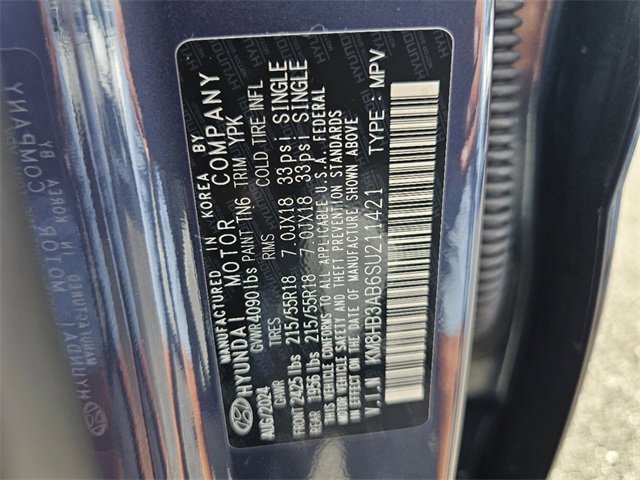 MANUFACTURED IN KOREA BY
HYUNDAI MOTOR COMPANY
AUG/2024 GVWR 4090lbs PAINT TN6 TRIM YPK
GAWR TIRES RIMS COLD TIRE INFL
FRONT 2425 lbs 215/55R18 7.0JX18 33psi SINGLE
REAR 1956 lbs 215/55R18 7.0JX18 33psi SINGLE
THIS VEHICLE CONFORMS TO ALL APPLICABLE U.S.A. FEDERAL
MOTOR VEHICLE SAFETY AND THEFT PREVENTION STANDARDS
IN EFFECT ON THE DATE OF MANUFACTURE SHOWN ABOVE
V.I.N KM8HB3AB6SU211421 TYPE : MPV